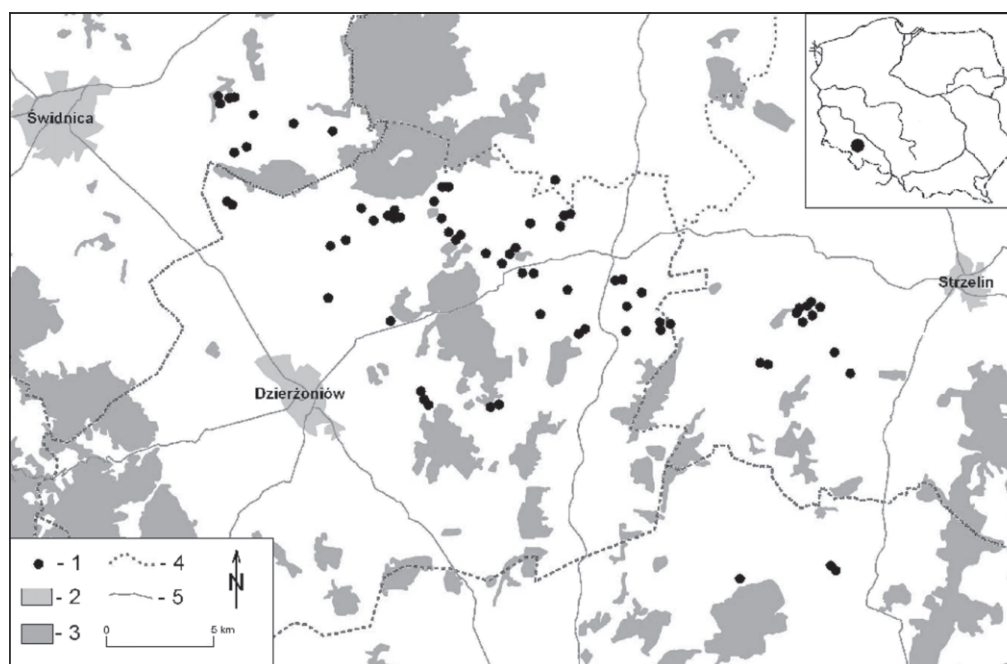 Świdnica
Strzelin
Dzierżoniów
- 1
- 2
- 3
- 4
- 5
N
0 5 km